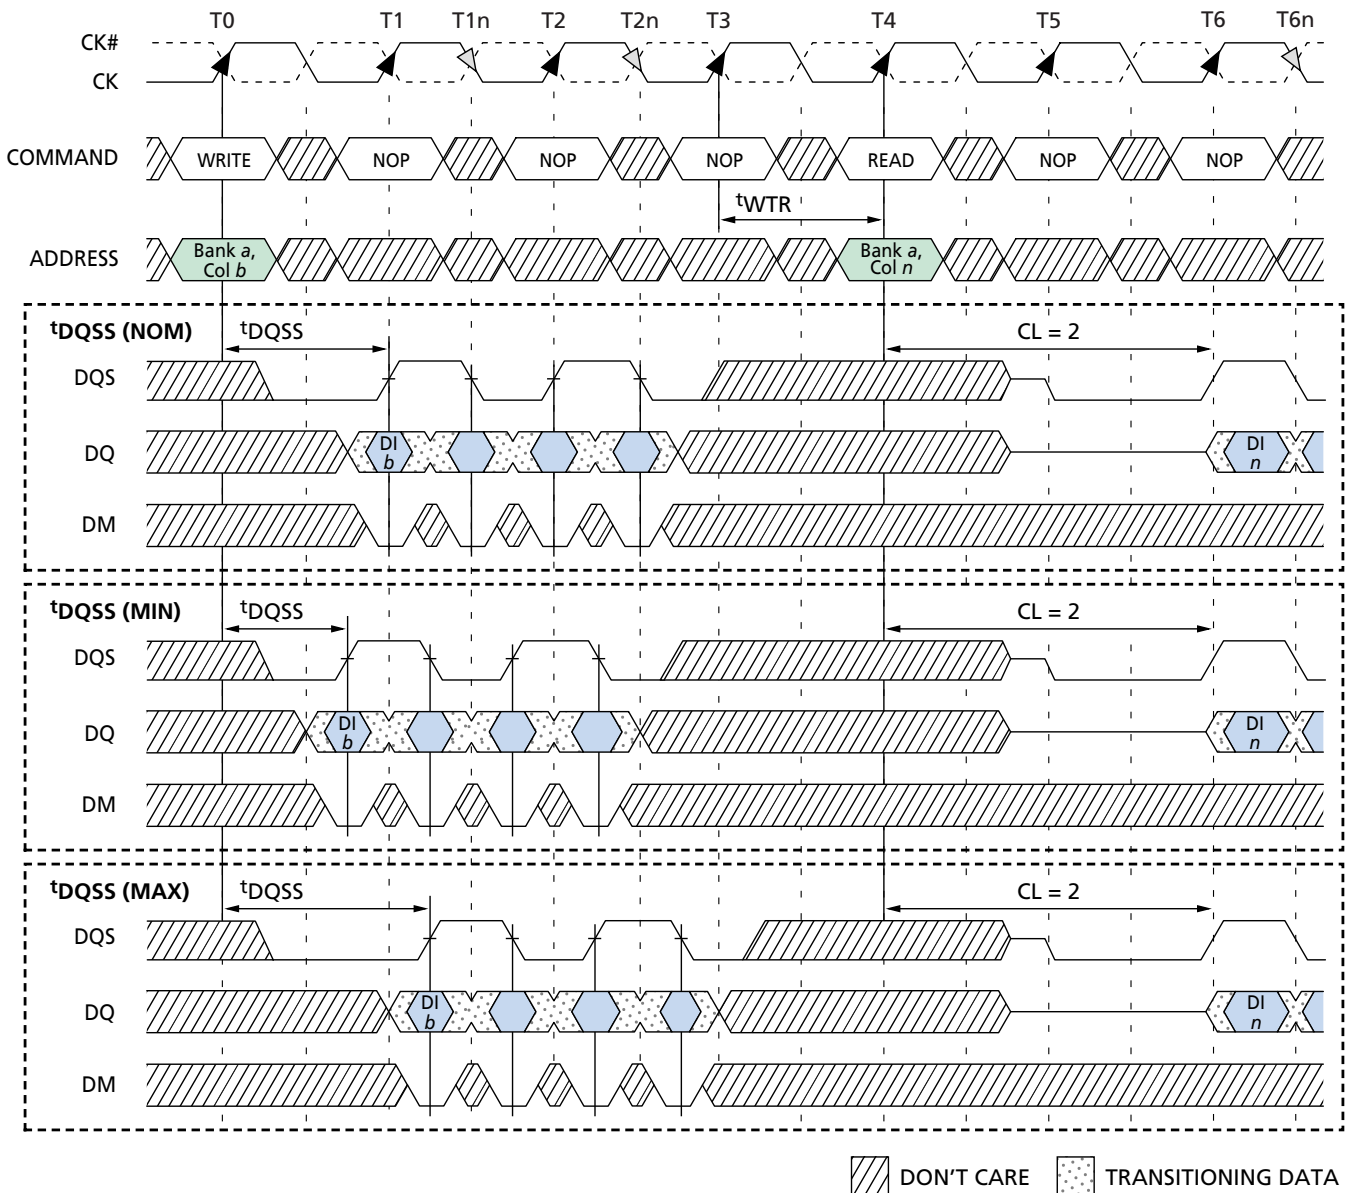 T0 T1 T1n T2 T2n T3 T4 T5 T6 T6n
CK#
CK
COMMAND WRITE NOP NOP NOP READ NOP NOP
tWTR
ADDRESS Bank a, Col b Bank a, Col n
tDQSS (NOM) tDQSS CL = 2
DQS
DQ DI b DI n
DM
tDQSS (MIN) tDQSS CL = 2
DQS
DQ DI b DI n
DM
tDQSS (MAX) tDQSS CL = 2
DQS
DQ DI b DI n
DM
DON'T CARE TRANSITIONING DATA